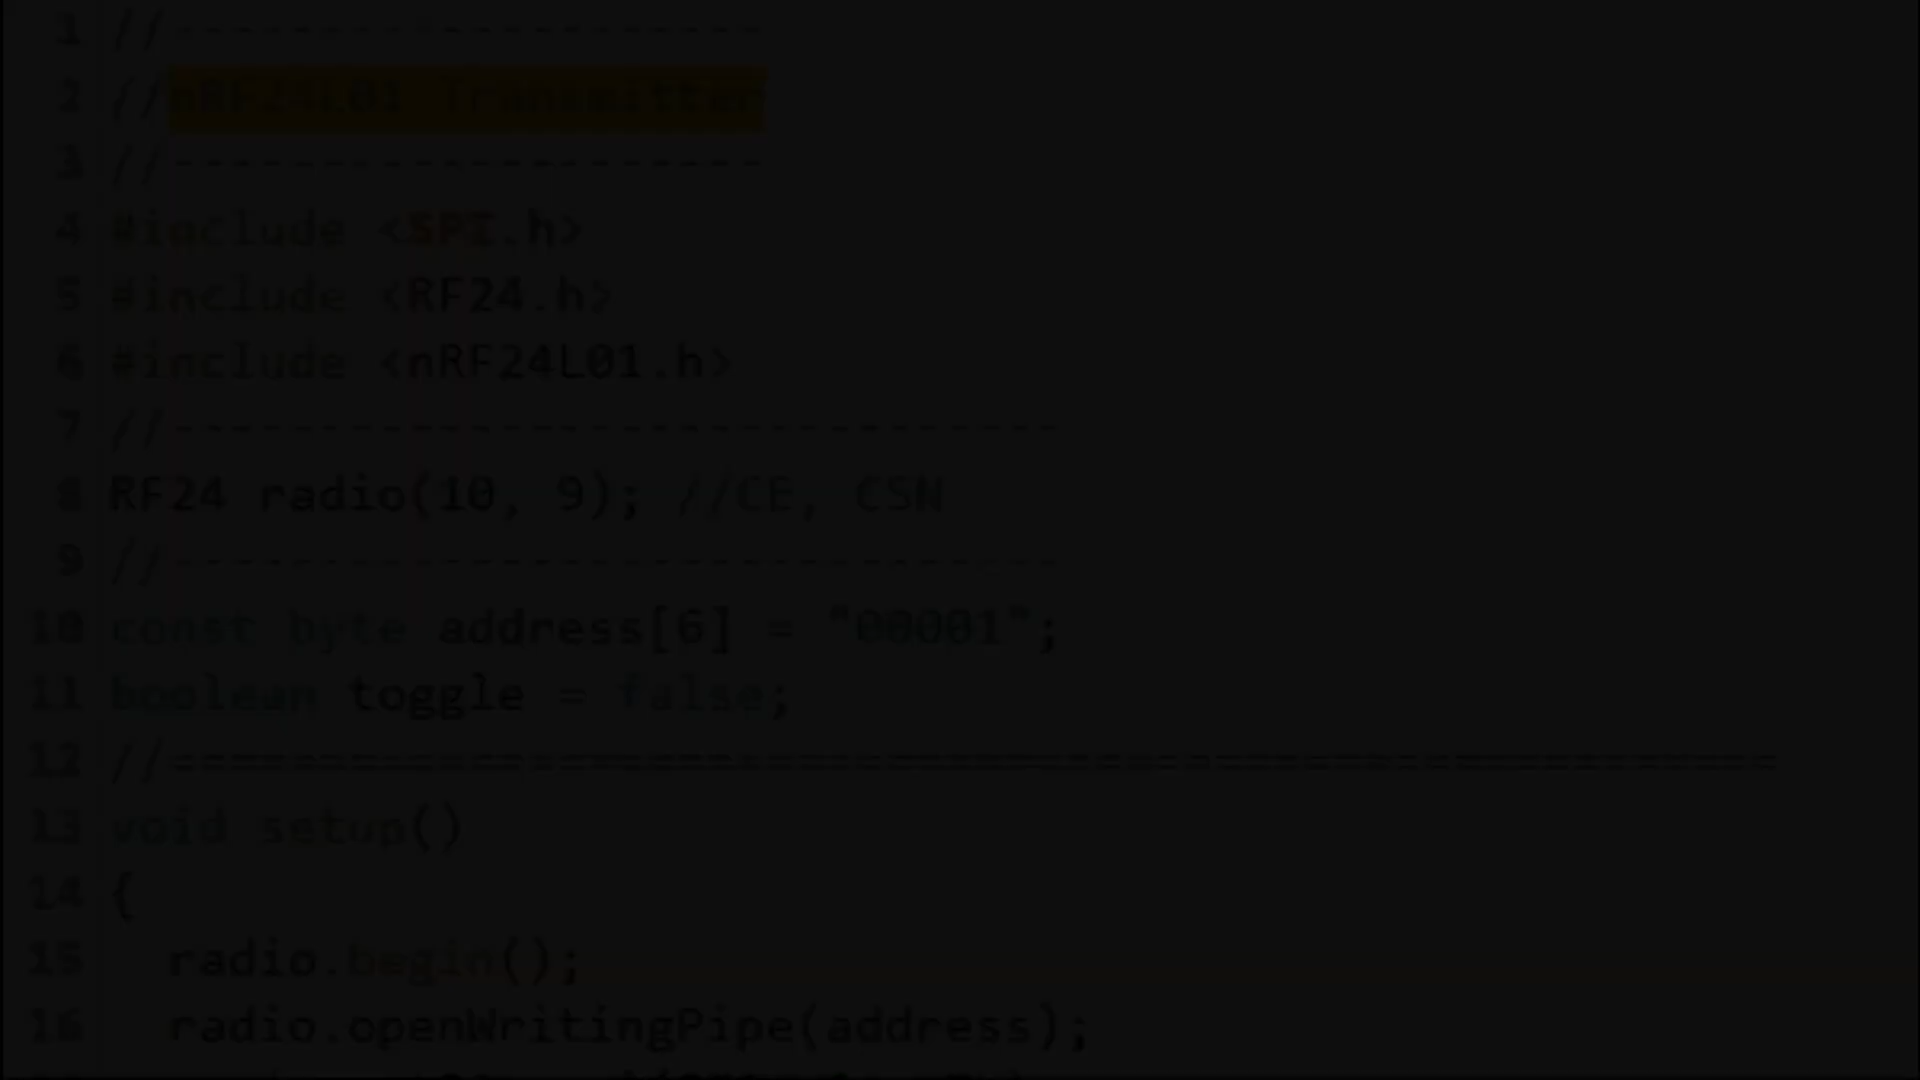 1 //--------------------
2 //nRF24L01 Transmitter
3 //--------------------
4 #include <SPI.h>
5 #include <RF24.h>
6 #include <nRF24L01.h>
7 //------------------------------
8 RF24 radio(10, 9); //CE, CSN
9 //------------------------------
10 const byte address[6] = "00001";
11 boolean toggle = false;
12 //======================================================
13 void setup()
14 {
15 radio.begin();
16 radio.openWritingPipe(address);